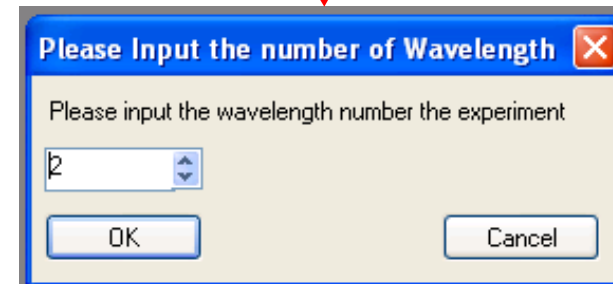 Please Input the number of Wavelength
Please input the wavelength number the experiment
2
OK Cancel